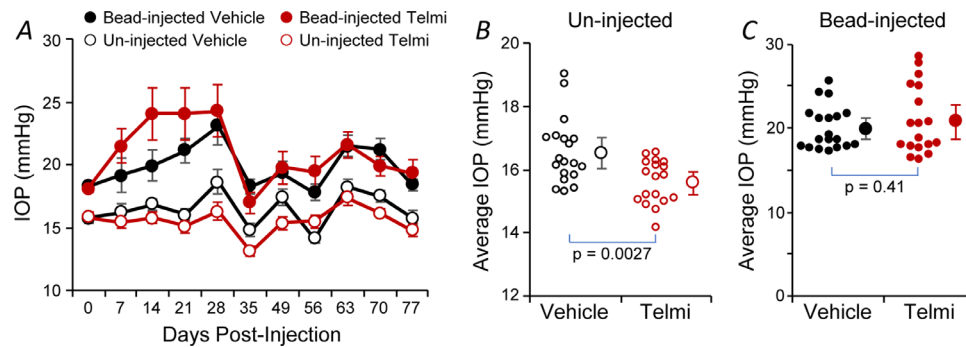 A
Bead-injected Vehicle
Bead-injected Telmi
Un-injected Vehicle
Un-injected Telmi
30
25
20
15
10
IOP (mmHg)
0 7 14 21 28 35 49 56 63 70 77
Days Post-Injection
B
Un-injected
20
18
16
14
12
Average IOP (mmHg)
p = 0.0027
Vehicle Telmi
C
Bead-injected
30
20
10
0
Average IOP (mmHg)
p = 0.41
Vehicle Telmi